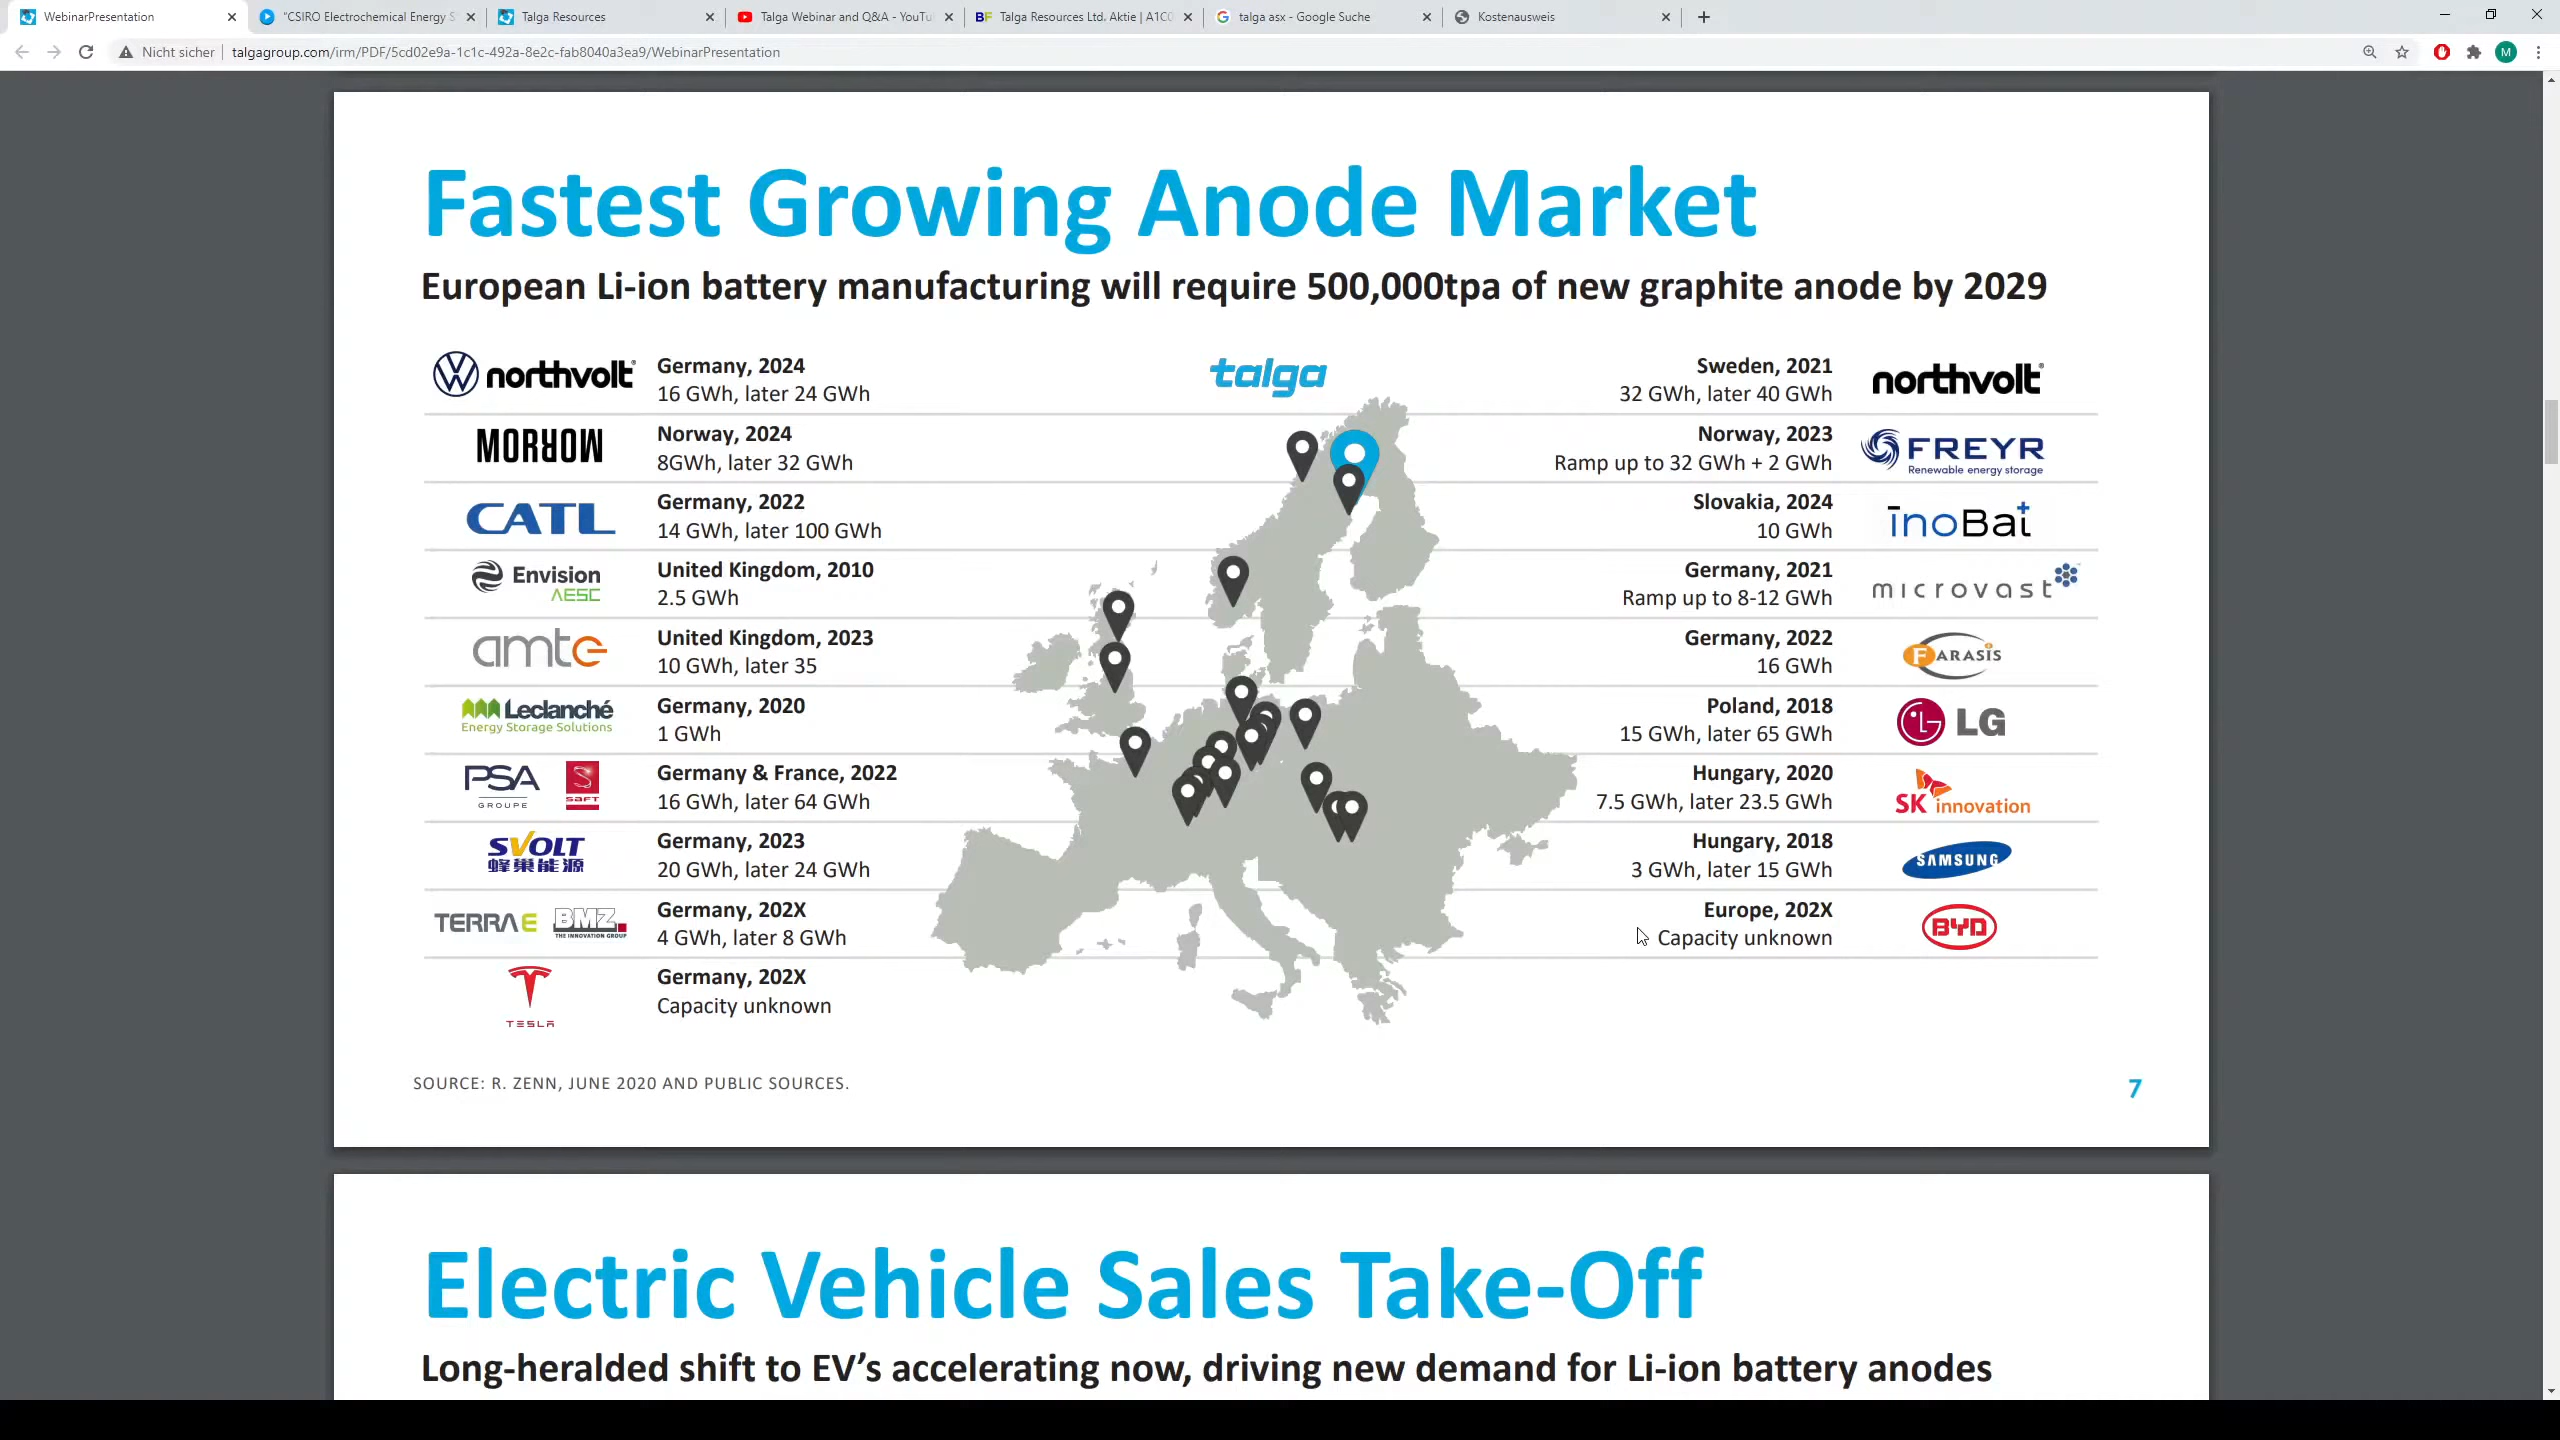 WebinarPresentation
"CSIRO Electrochemical Energy S
Talga Resources
Talga Webinar and Q&A - YouTu
BF Talga Resources Ltd. Aktie | A1C0
talga asx - Google Suche
Kostenausweis
Nicht sicher
talgagroup.com/irm/PDF/5cd02e9a-1c1c-492a-8e2c-fab8040a3ea9/WebinarPresentation
M
Fastest Growing Anode Market
European Li-ion battery manufacturing will require 500,000tpa of new graphite anode by 2029
northvolt
Germany, 2024
16 GWh, later 24 GWh
MORROW
Norway, 2024
8GWh, later 32 GWh
CATL
Germany, 2022
14 GWh, later 100 GWh
Envision
AESC
United Kingdom, 2010
2.5 GWh
amte
United Kingdom, 2023
10 GWh, later 35
Leclanché
Energy Storage Solutions
Germany, 2020
1 GWh
PSA
GROUPE
SAFT
Germany & France, 2022
16 GWh, later 64 GWh
SVOLT
蜂巢能源
Germany, 2023
20 GWh, later 24 GWh
TERRA E
BMZ
THE INNOVATION GROUP
Germany, 202X
4 GWh, later 8 GWh
TESLA
Germany, 202X
Capacity unknown
talga
Sweden, 2021
32 GWh, later 40 GWh
northvolt
Norway, 2023
Ramp up to 32 GWh + 2 GWh
FREYR
Renewable energy storage
Slovakia, 2024
10 GWh
inoBat
Germany, 2021
Ramp up to 8-12 GWh
microvast
Germany, 2022
16 GWh
FARASIS
Poland, 2018
15 GWh, later 65 GWh
LG
Hungary, 2020
7.5 GWh, later 23.5 GWh
SK innovation
Hungary, 2018
3 GWh, later 15 GWh
SAMSUNG
Europe, 202X
Capacity unknown
BYD
SOURCE: R. ZENN, JUNE 2020 AND PUBLIC SOURCES.
7
Electric Vehicle Sales Take-Off
Long-heralded shift to EV’s accelerating now, driving new demand for Li-ion battery anodes